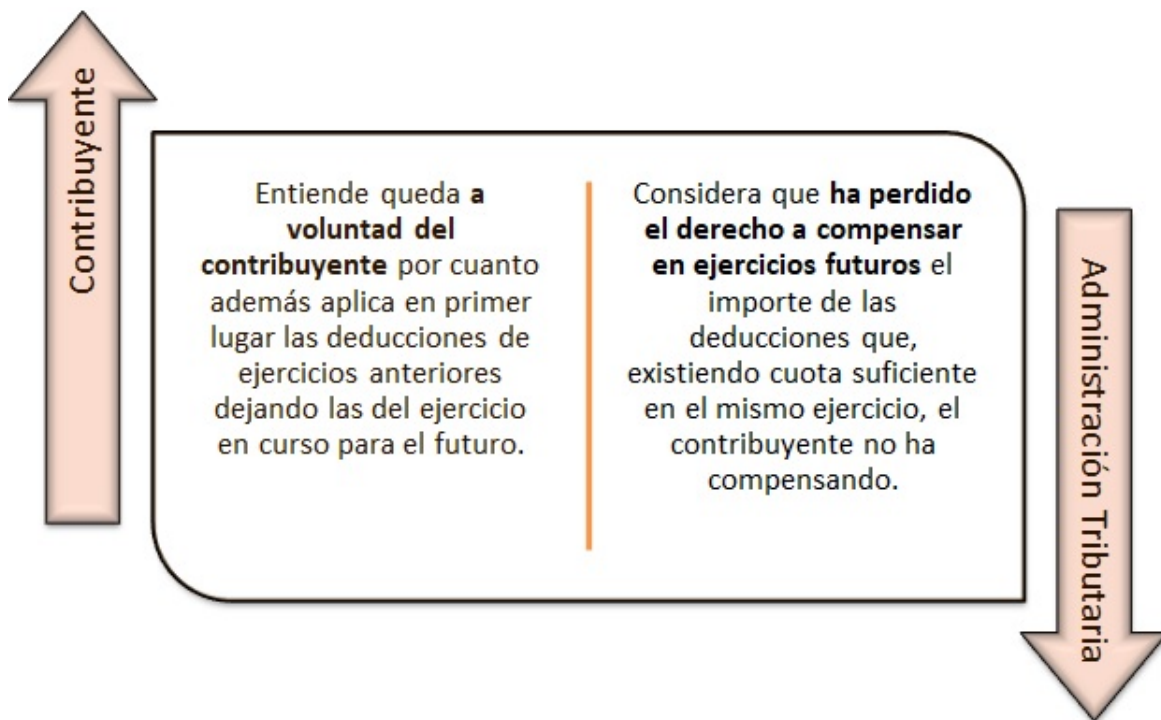 Contribuyente
Entiende queda a
voluntad del
contribuyente por cuanto
además aplica en primer
lugar las deducciones de
ejercicios anteriores
dejando las del ejercicio
en curso para el futuro.
Considera que ha perdido
el derecho a compensar
en ejercicios futuros el
importe de las
deducciones que,
existiendo cuota suficiente
en el mismo ejercicio, el
contribuyente no ha
compensando.
Administración Tributaria